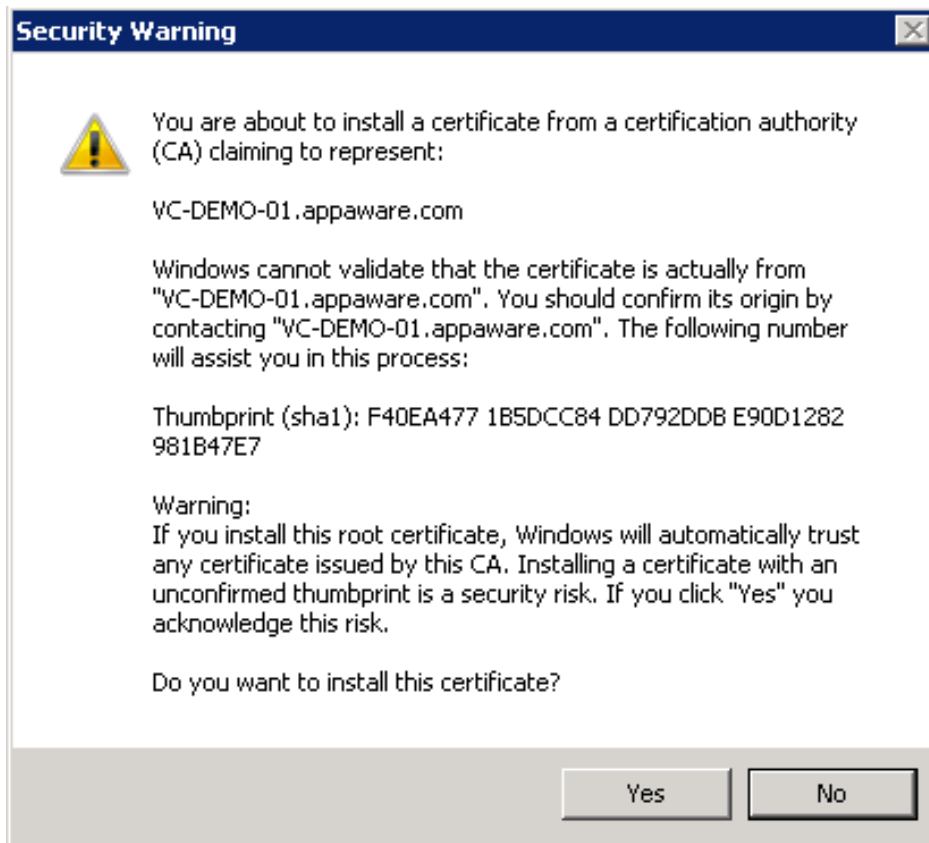 Security Warning
You are about to install a certificate from a certification authority
(CA) claiming to represent:
VC-DEMO-01.appaware.com
Windows cannot validate that the certificate is actually from
"VC-DEMO-01.appaware.com". You should confirm its origin by
contacting "VC-DEMO-01.appaware.com". The following number
will assist you in this process:
Thumbprint (sha1): F40EA477 1B5DCC84 DD792DDB E90D1282
981B47E7
Warning:
If you install this root certificate, Windows will automatically trust
any certificate issued by this CA. Installing a certificate with an
unconfirmed thumbprint is a security risk. If you click "Yes" you
acknowledge this risk.
Do you want to install this certificate?
Yes
No